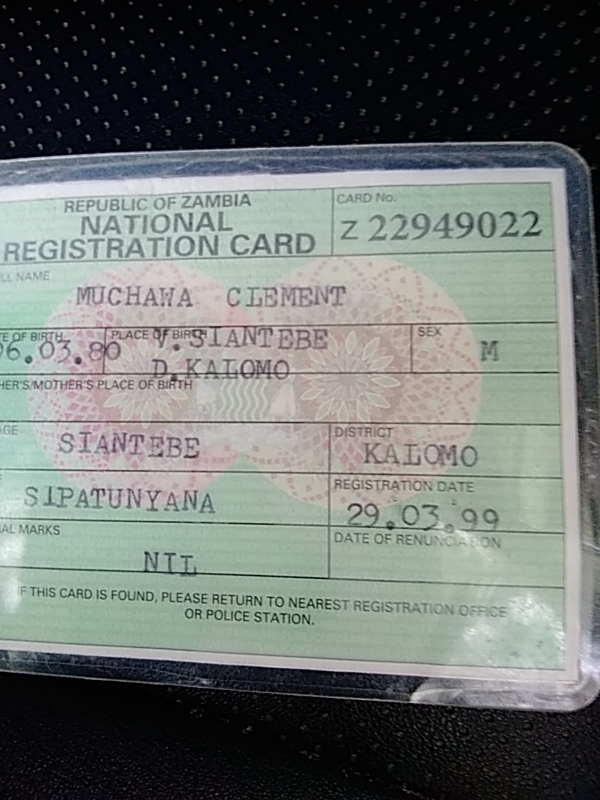 REPUBLIC OF ZAMBIA
NATIONAL
REGISTRATION CARD
CARD No.
Z 22949022
LL NAME
MUCHAWA CLEMENT
TE OF BIRTH
06.03.80
PLACE OF BIRTH
V.SIANTEBE
D.KALOMO
SEX
M
HER'S/MOTHER'S PLACE OF BIRTH
AGE
SIANTEBE
DISTRICT
KALOMO
SIPATUNYANA
REGISTRATION DATE
29.03.99
IAL MARKS
NIL
DATE OF RENUNCIATION
IF THIS CARD IS FOUND, PLEASE RETURN TO NEAREST REGISTRATION OFFICE
OR POLICE STATION.